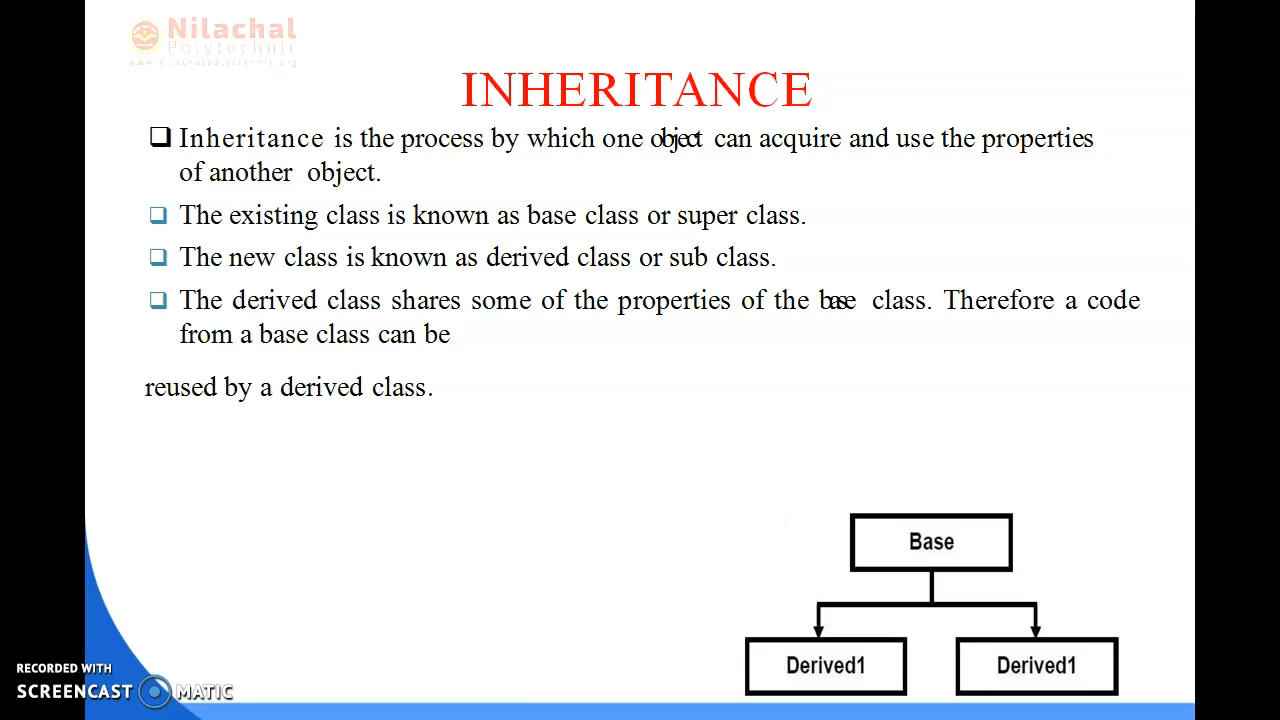 Nilachal
Polytechnic
www.nilachalpolytechnic.org
INHERITANCE
Inheritance is the process by which one object can acquire and use the properties
of another object.
The existing class is known as base class or super class.
The new class is known as derived class or sub class.
The derived class shares some of the properties of the base class. Therefore a code
from a base class can be
reused by a derived class.
Base
Derived1 Derived1
RECORDED WITH
SCREENCAST MATIC